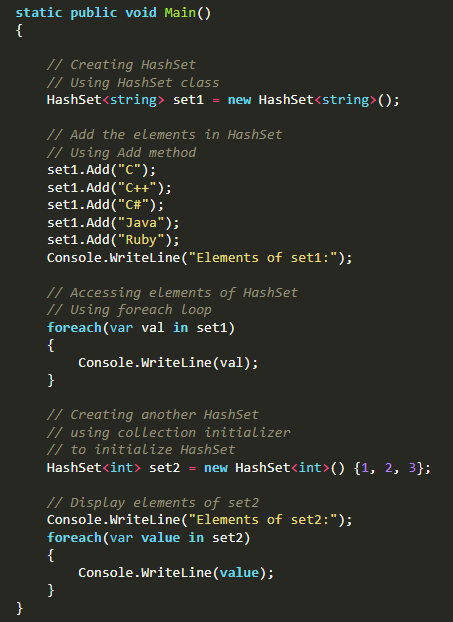 static public void Main()
{
// Creating HashSet
// Using HashSet class
HashSet<string> set1 = new HashSet<string>();
// Add the elements in HashSet
// Using Add method
set1.Add("C");
set1.Add("C++");
set1.Add("C#");
set1.Add("Java");
set1.Add("Ruby");
Console.WriteLine("Elements of set1:");
// Accessing elements of HashSet
// Using foreach loop
foreach(var val in set1)
{
Console.WriteLine(val);
}
// Creating another HashSet
// using collection initializer
// to initialize HashSet
HashSet<int> set2 = new HashSet<int>() {1, 2, 3};
// Display elements of set2
Console.WriteLine("Elements of set2:");
foreach(var value in set2)
{
Console.WriteLine(value);
}
}